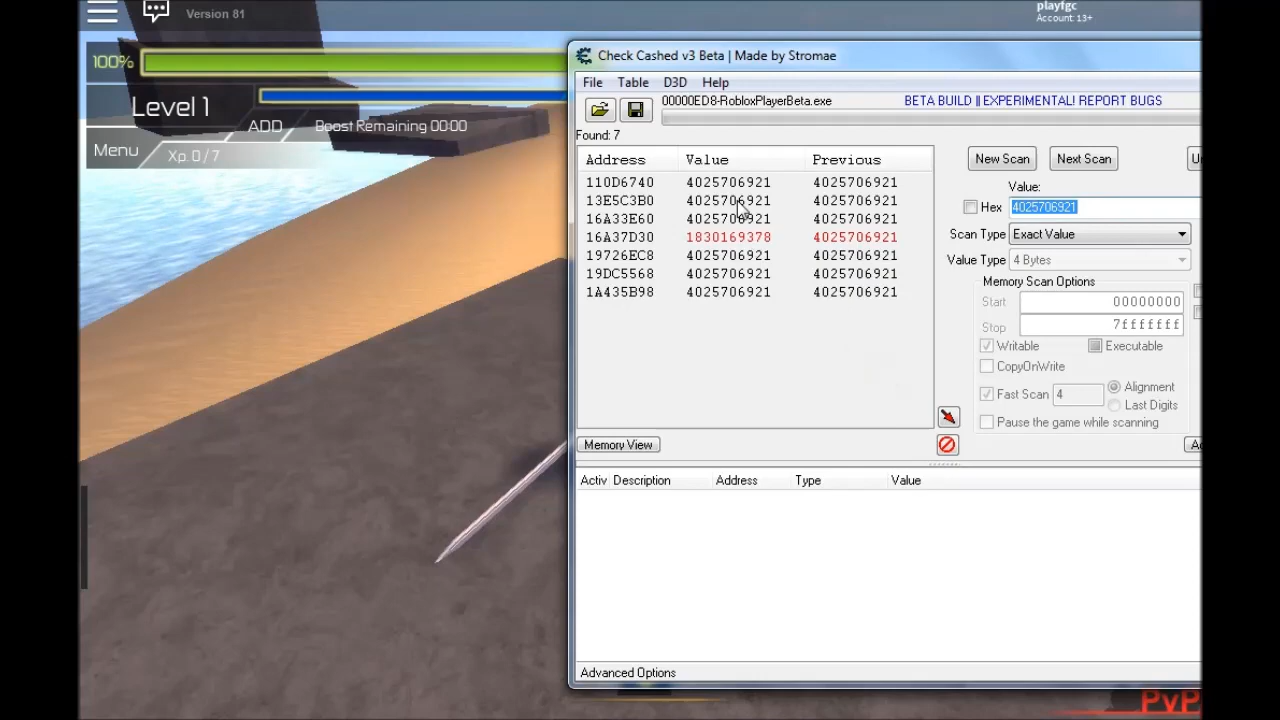 Version 81
playfgc
Account: 13+
100%
Level 1
ADD
Boost Remaining 00:00
Menu
Xp. 0 / 7
Check Cashed v3 Beta | Made by Stromae
File Table D3D Help
00000ED8-RobloxPlayerBeta.exe
BETA BUILD || EXPERIMENTAL! REPORT BUGS
Found: 7
Address Value Previous
110D6740 4025706921 4025706921
13E5C3B0 4025706921 4025706921
16A33E60 4025706921 4025706921
16A37D30 1830169378 4025706921
19726EC8 4025706921 4025706921
19DC5568 4025706921 4025706921
1A435B98 4025706921 4025706921
New Scan Next Scan
Value:
Hex 4025706921
Scan Type Exact Value
Value Type 4 Bytes
Memory Scan Options
Start 00000000
Stop 7fffffff
Writable Executable
CopyOnWrite
Fast Scan 4 Alignment
Last Digits
Pause the game while scanning
Memory View
Activ Description Address Type Value
Advanced Options
PvP